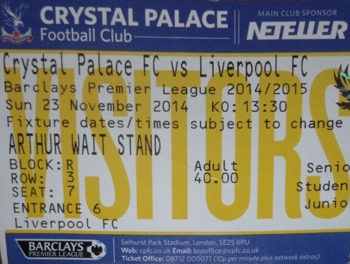 CRYSTAL PALACE
Football Club
MAIN CLUB SPONSOR
NETELLER
VISITORS
Crystal Palace FC vs Liverpool FC
Barclays Premier League 2014/2015
Sun 23 November 2014 KO: 13:30
Fixture dates/times subject to change
ARTHUR WAIT STAND
BLOCK: R Adult Senio
ROW: 3 40.00 Studen
SEAT: 7 Junio
ENTRANCE 6
Liverpool FC
BARCLAYS
PREMIER LEAGUE
Selhurst Park Stadium, London, SE25 6PU
Web: cpfc.co.uk Email: boxoffice@cpfc.co.uk
Ticket Office: 08712 000071 (10p per minute plus network extras)